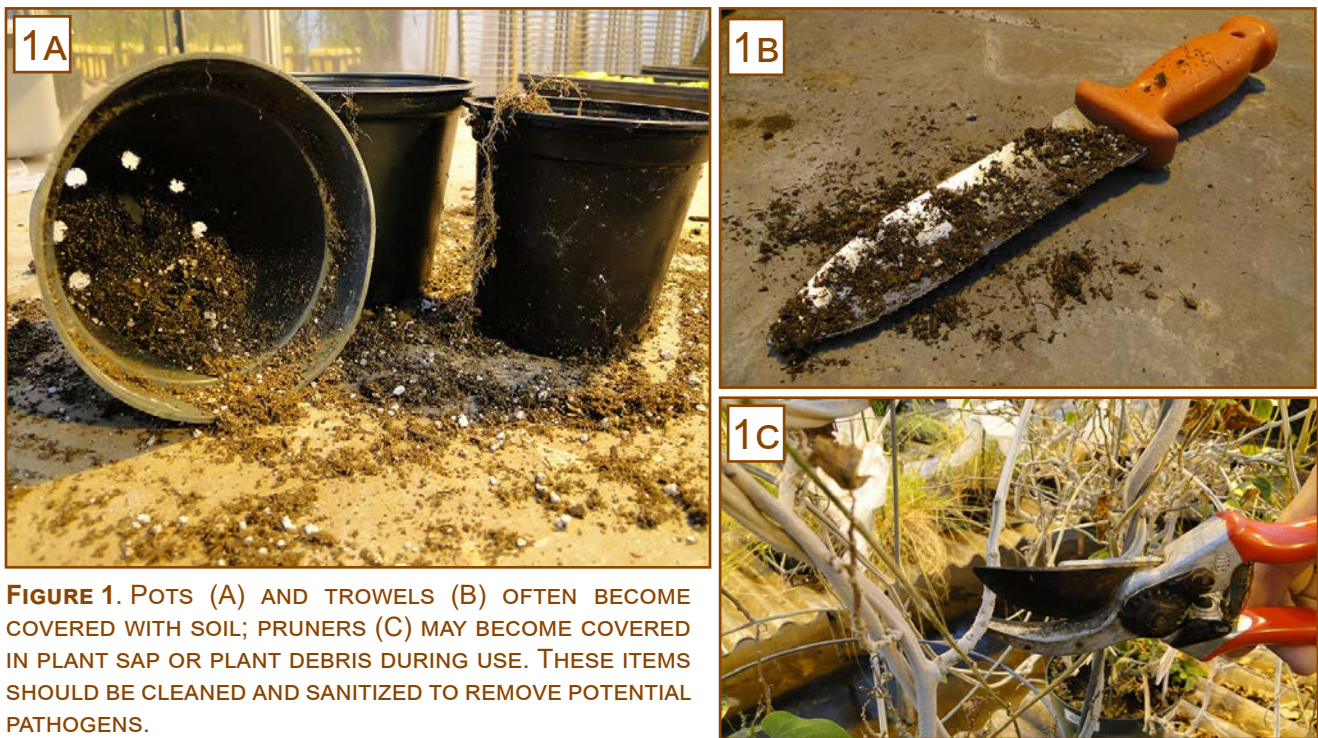 1A
1B
1C
FIGURE 1. POTS (A) AND TROWELS (B) OFTEN BECOME
COVERED WITH SOIL; PRUNERS (C) MAY BECOME COVERED
IN PLANT SAP OR PLANT DEBRIS DURING USE. THESE ITEMS
SHOULD BE CLEANED AND SANITIZED TO REMOVE POTENTIAL
PATHOGENS.